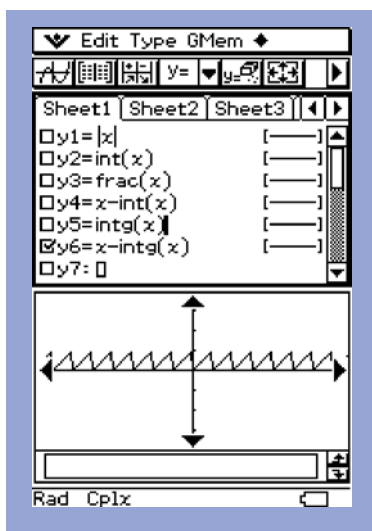 Edit Type GMem
y=
Sheet1 Sheet2 Sheet3
y1=|x| [—]
y2=int(x) [—]
y3=frac(x) [—]
y4=x-int(x) [—]
y5=intg(x) [—]
y6=x-intg(x) [—]
y7:
Rad Cplx